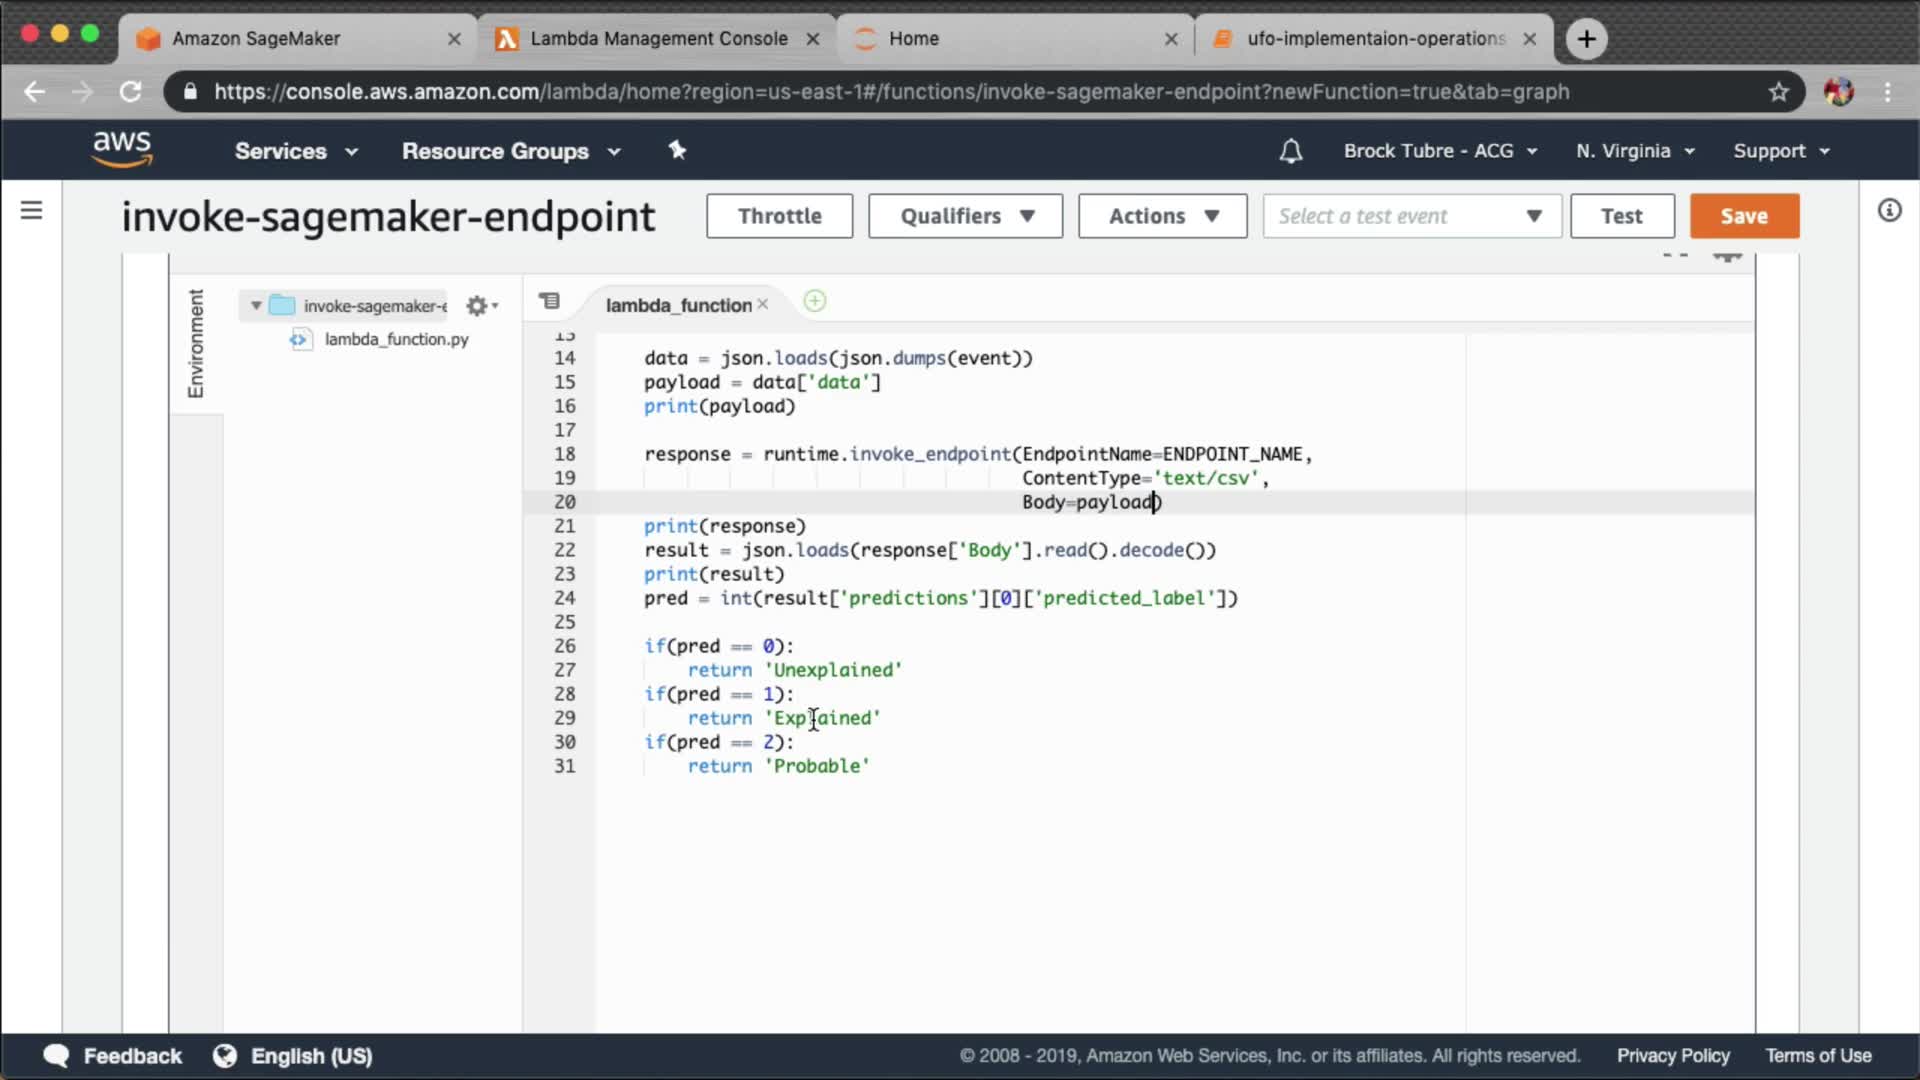 Amazon SageMaker
Lambda Management Console
Home
ufo-implementaion-operations
https://console.aws.amazon.com/lambda/home?region=us-east-1#/functions/invoke-sagemaker-endpoint?newFunction=true&tab=graph
aws
Services
Resource Groups
Brock Tubre - ACG
N. Virginia
Support
invoke-sagemaker-endpoint
Throttle
Qualifiers
Actions
Select a test event
Test
Save
Environment
invoke-sagemaker-e
lambda_function.py
lambda_function
13
14 data = json.loads(json.dumps(event))
15 payload = data['data']
16 print(payload)
17
18 response = runtime.invoke_endpoint(EndpointName=ENDPOINT_NAME,
19 ContentType='text/csv',
20 Body=payload)
21 print(response)
22 result = json.loads(response['Body'].read().decode())
23 print(result)
24 pred = int(result['predictions'][0]['predicted_label'])
25
26 if(pred == 0):
27 return 'Unexplained'
28 if(pred == 1):
29 return 'Explained'
30 if(pred == 2):
31 return 'Probable'
Feedback
English (US)
© 2008 - 2019, Amazon Web Services, Inc. or its affiliates. All rights reserved.
Privacy Policy
Terms of Use